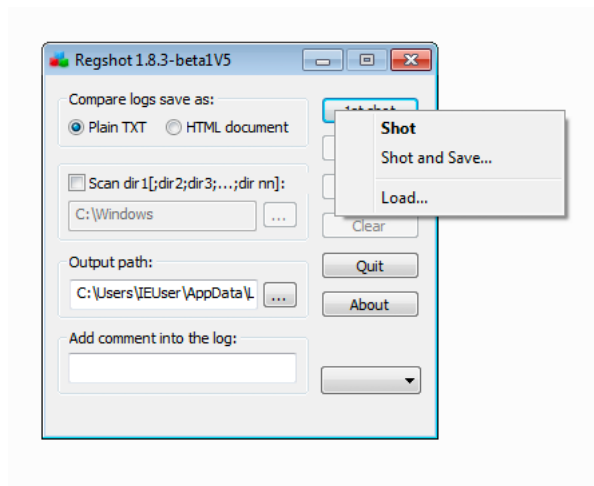 Regshot 1.8.3-beta1V5
Compare logs save as:
Plain TXT HTML document
1st shot
Shot
Shot and Save...
Load...
Scan dir1[;dir2;dir3;...;dir nn]:
C:\Windows
...
Clear
Output path:
C:\Users\IEUser\AppData\L
...
Quit
About
Add comment into the log: